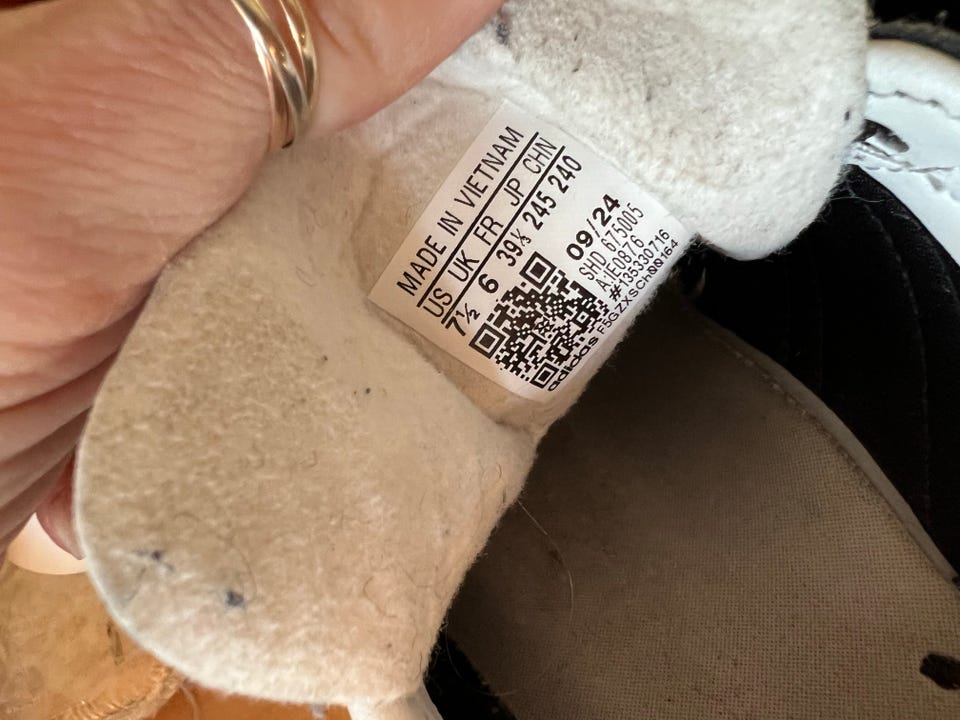 MADE IN VIETNAM
US UK FR JP CHN
7½ 6 39⅓ 245 240
09/24
SHD 675005
#135330716
adidas